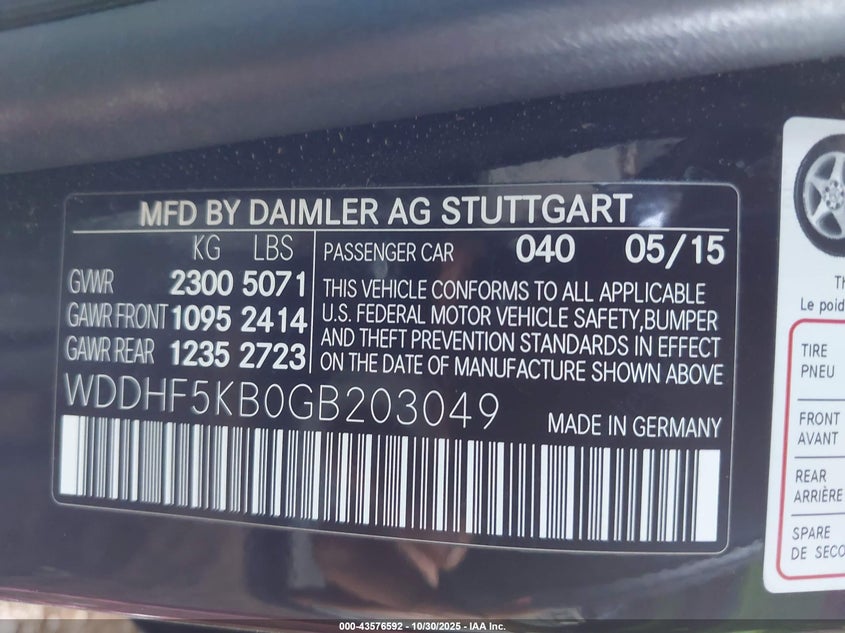 MFD BY DAIMLER AG STUTTGART
KG LBS
GVWR 2300 5071
GAWR FRONT 1095 2414
GAWR REAR 1235 2723
PASSENGER CAR 040 05/15
THIS VEHICLE CONFORMS TO ALL APPLICABLE
U.S. FEDERAL MOTOR VEHICLE SAFETY,BUMPER
AND THEFT PREVENTION STANDARDS IN EFFECT
ON THE DATE OF MANUFACTURE SHOWN ABOVE
WDDHF5KB0GB203049
MADE IN GERMANY
Le poid
TIRE
PNEU
FRONT
AVANT
REAR
ARRIÈRE
SPARE
DE SECO
000-43576592 - 10/30/2025 - IAA Inc.